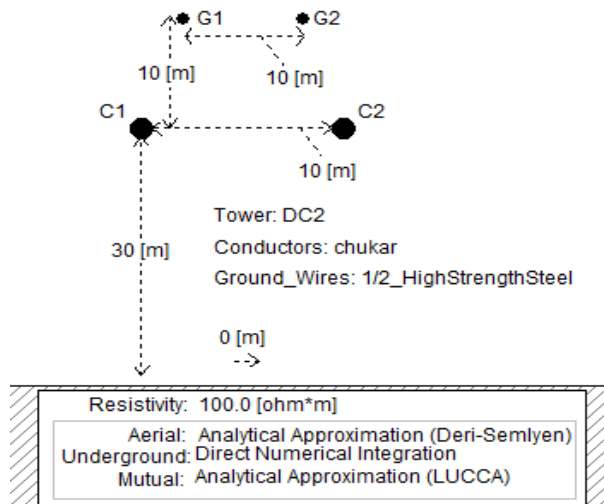 G1
G2
10 [m]
10 [m]
C1
C2
10 [m]
Tower: DC2
Conductors: chukar
30 [m]
Ground_Wires: 1/2_HighStrengthSteel
0 [m]
Resistivity: 100.0 [ohm*m]
Aerial: Analytical Approximation (Deri-Semlyen)
Underground: Direct Numerical Integration
Mutual: Analytical Approximation (LUCCA)